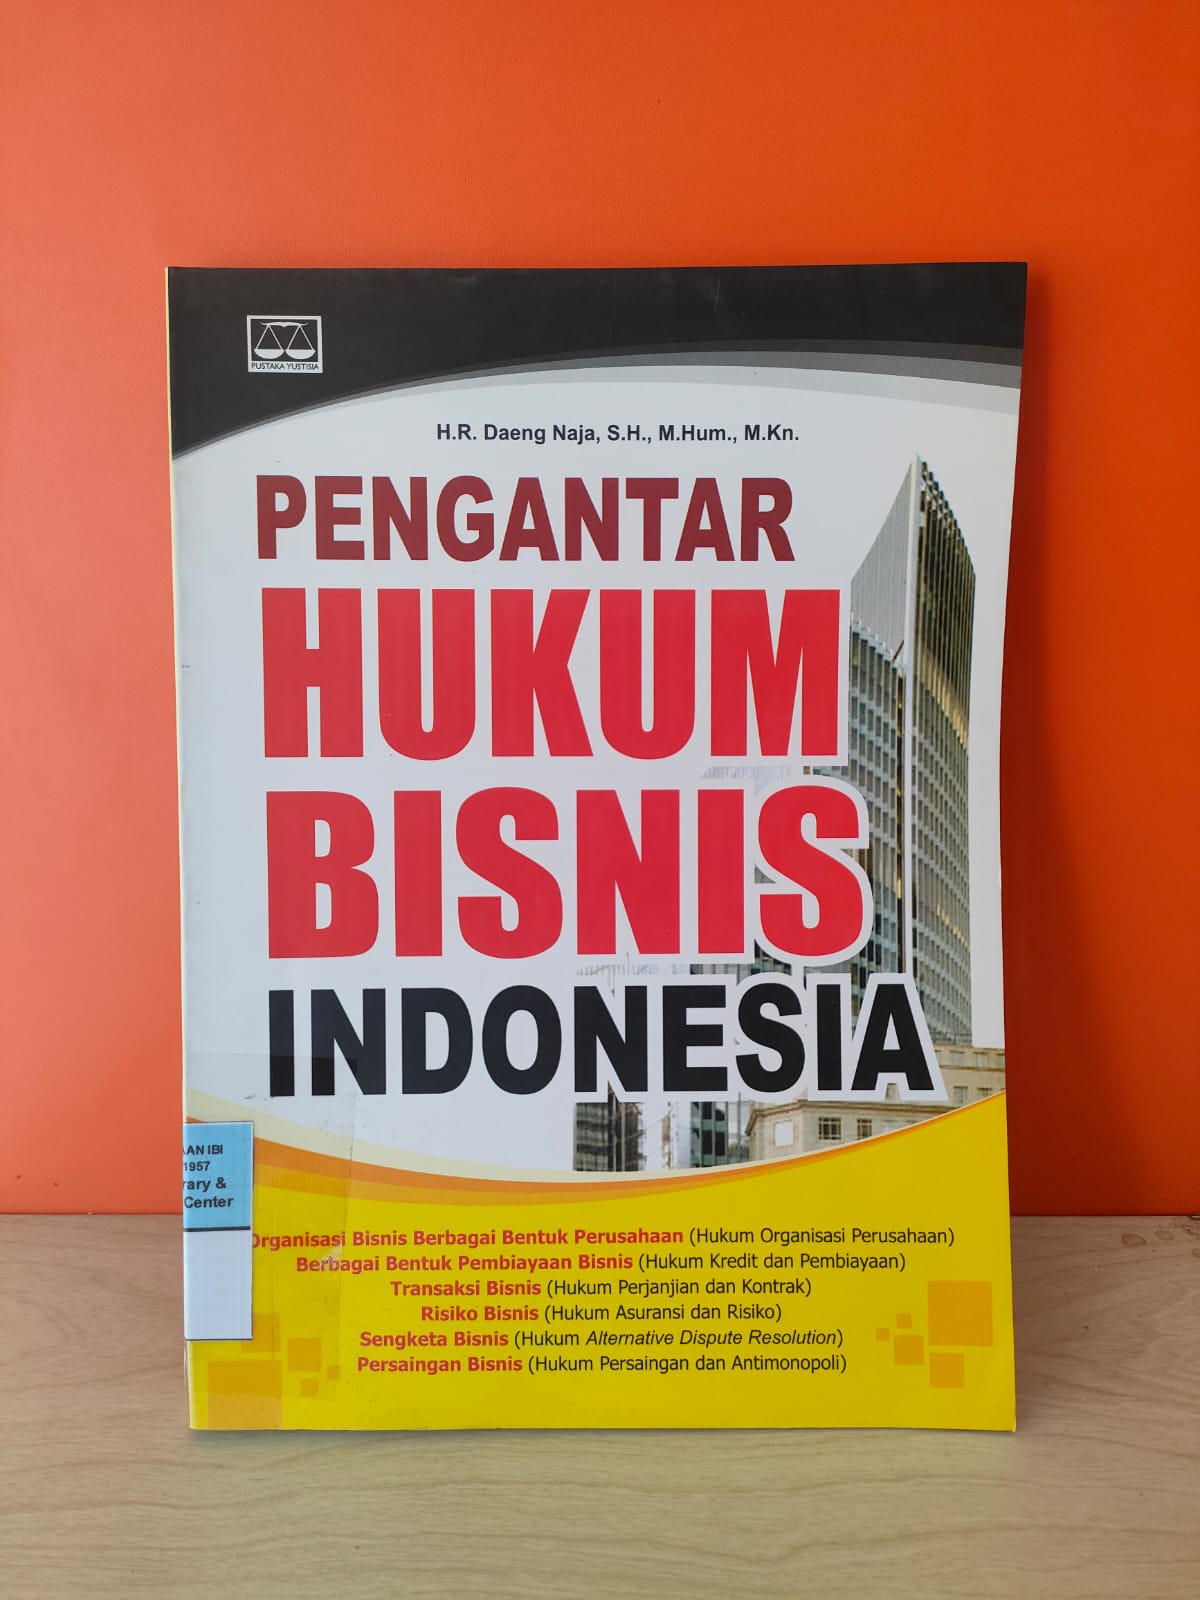 PUSTAKA YUSTISIA
H.R. Daeng Naja, S.H., M.Hum., M.Kn.
PENGANTAR
HUKUM
BISNIS
INDONESIA
AAN IBI
1957
rary &
Center
Organisasi Bisnis Berbagai Bentuk Perusahaan (Hukum Organisasi Perusahaan)
Berbagai Bentuk Pembiayaan Bisnis (Hukum Kredit dan Pembiayaan)
Transaksi Bisnis (Hukum Perjanjian dan Kontrak)
Risiko Bisnis (Hukum Asuransi dan Risiko)
Sengketa Bisnis (Hukum Alternative Dispute Resolution)
Persaingan Bisnis (Hukum Persaingan dan Antimonopoli)